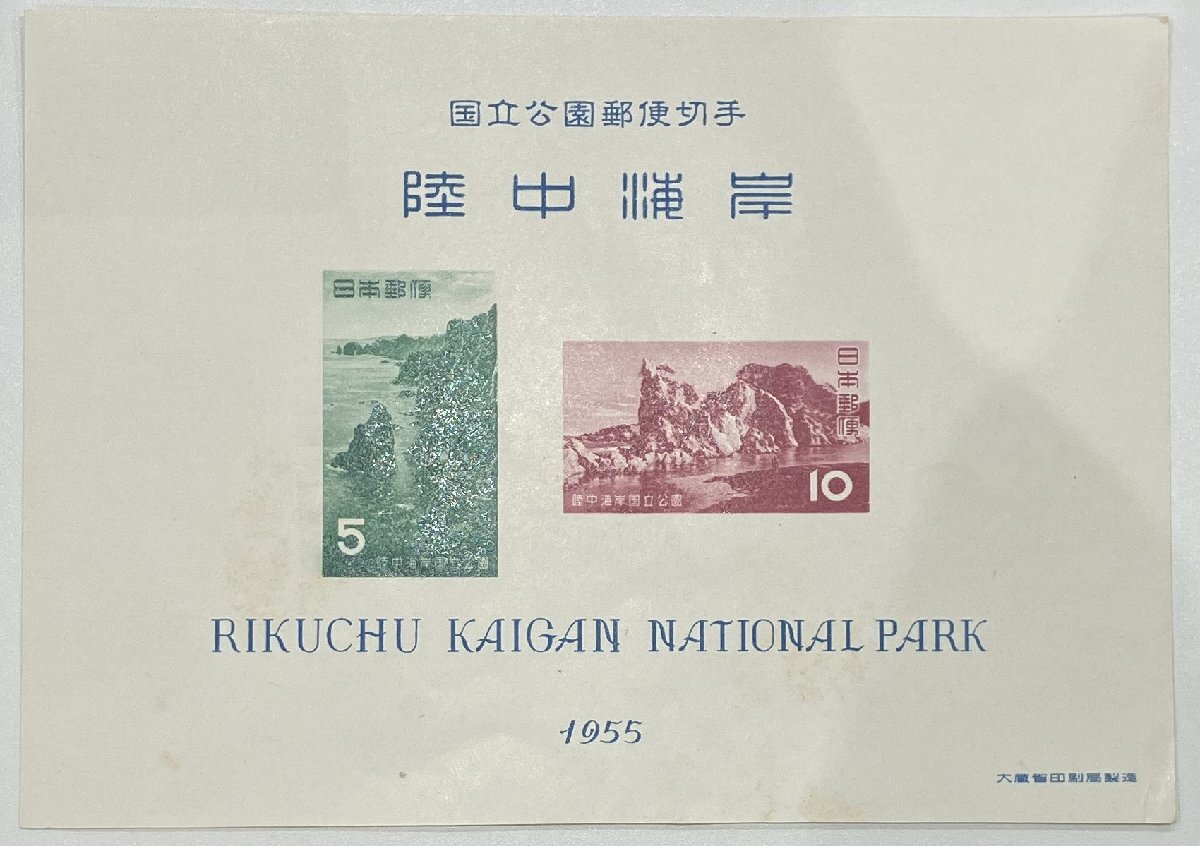 国立公園郵便切手
陸中海岸
日本郵便
5
陸中海岸国立公園
日本郵便
10
陸中海岸国立公園
RIKUCHU KAIGAN NATIONAL PARK
1955
大蔵省印刷局製造